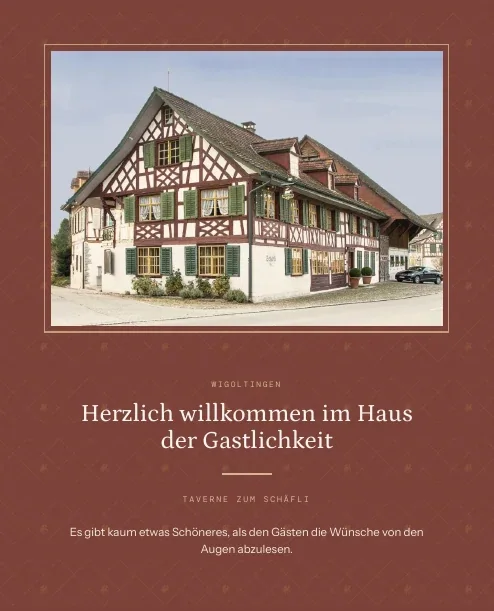 WIGOLTINGEN
Herzlich willkommen im Haus
der Gastlichkeit
TAVERNE ZUM SCHÄFLI
Es gibt kaum etwas Schöneres, als den Gästen die Wünsche von den
Augen abzulesen.